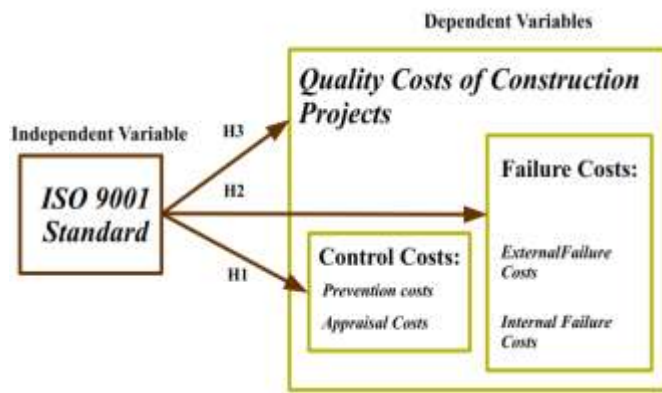 Dependent Variables
Quality Costs of Construction
Projects
Independent Variable
ISO 9001
Standard
H3
H2
H1
Control Costs:
Prevention costs
Appraisal Costs
Failure Costs:
ExternalFailure
Costs
Internal Failure
Costs